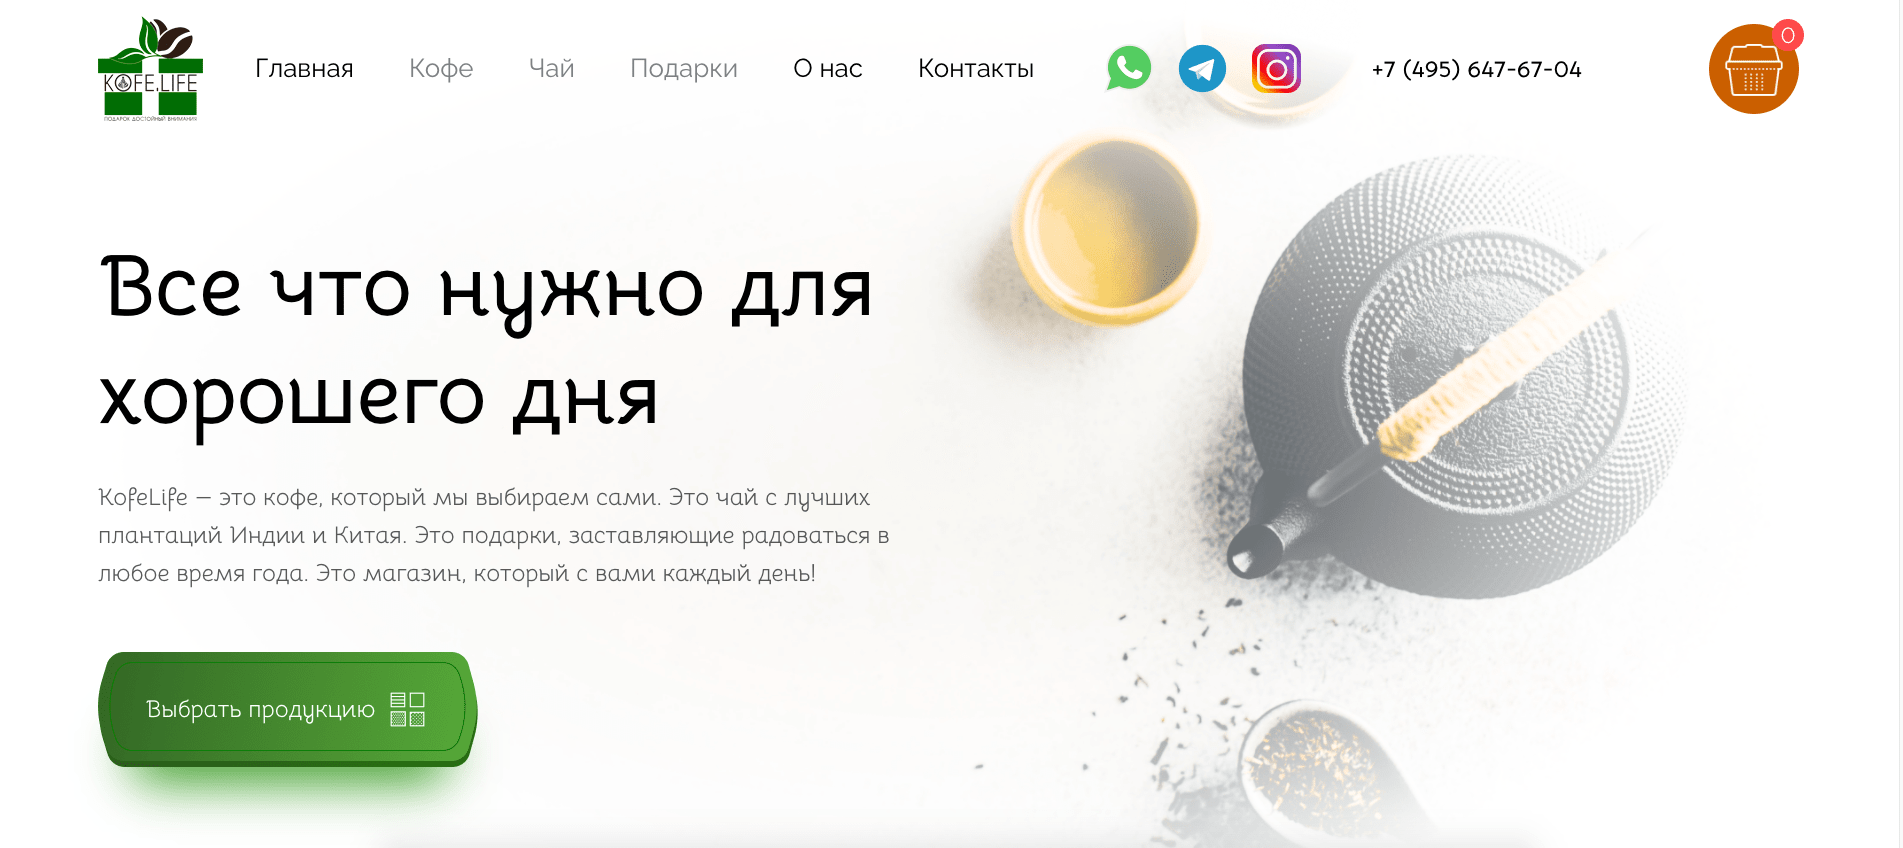 KOFE.LIFE
ПОДАРОК ДОСТОЙНЫЙ ВНИМАНИЯ
Главная
Кофе
Чай
Подарки
О нас
Контакты
+7 (495) 647-67-04
0
Все что нужно для
хорошего дня
KofeLife – это кофе, который мы выбираем сами. Это чай с лучших
плантаций Индии и Китая. Это подарки, заставляющие радоваться в
любое время года. Это магазин, который с вами каждый день!
Выбрать продукцию